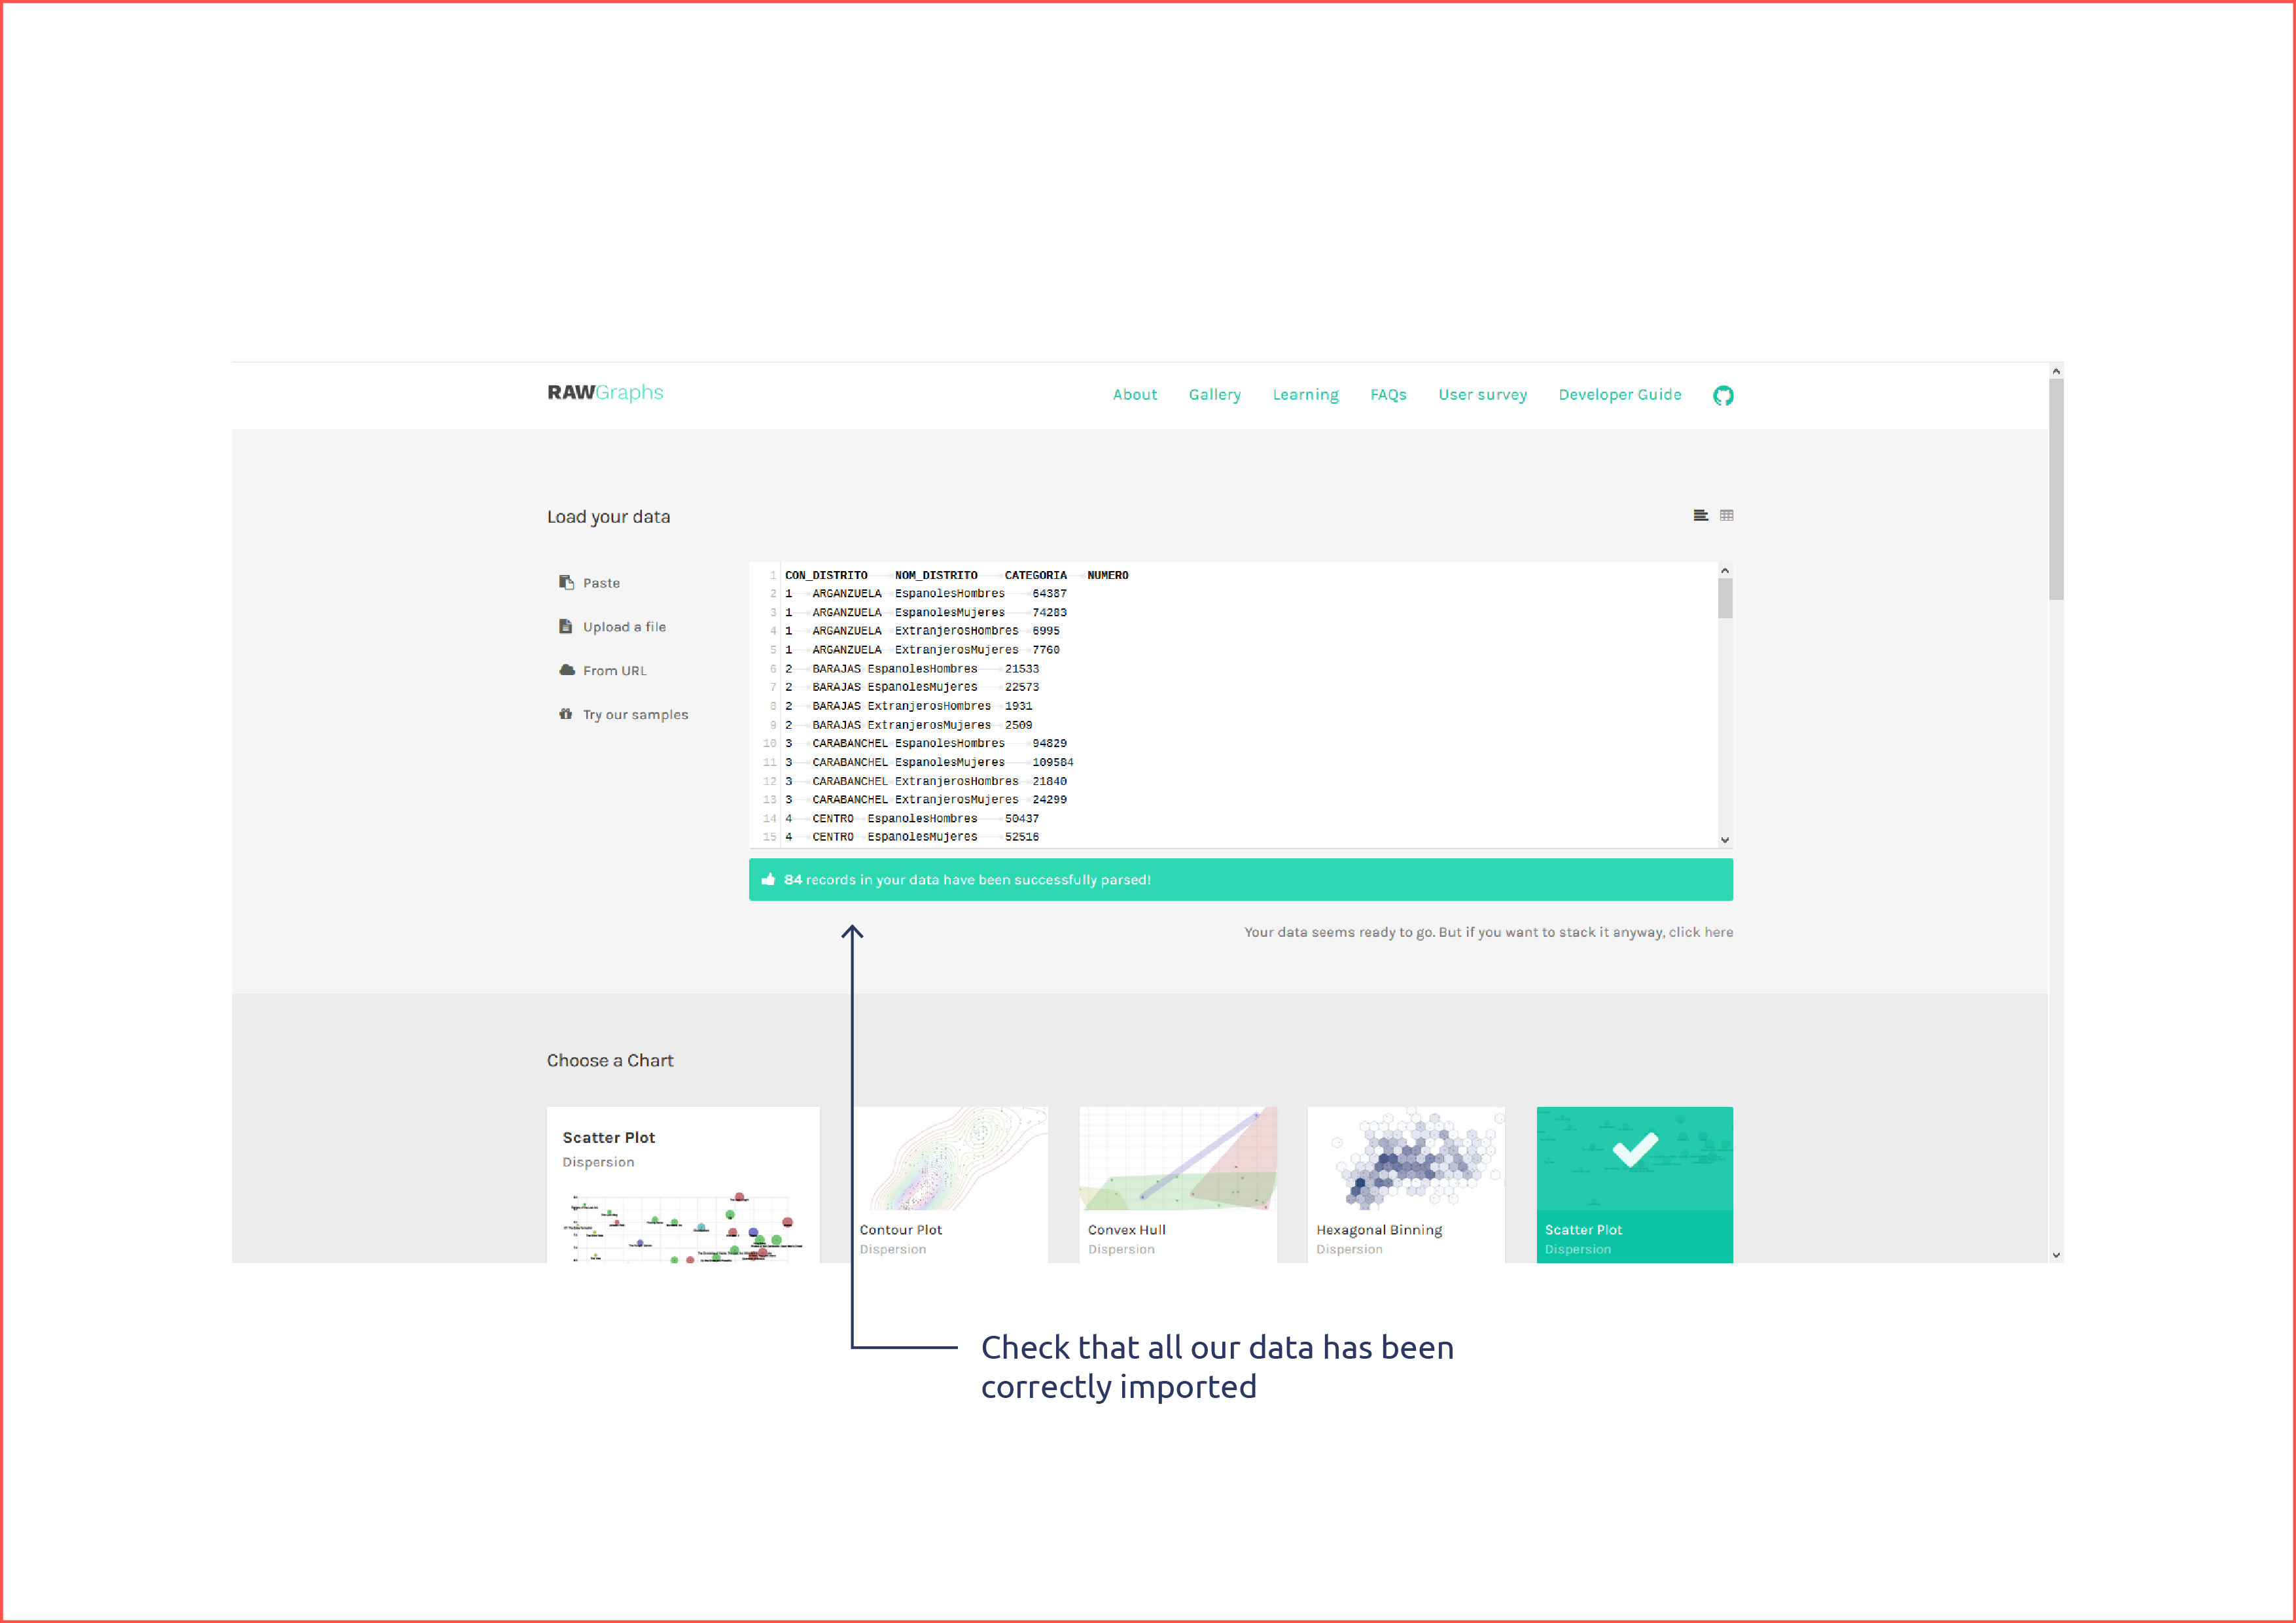 RAWGraphs
About Gallery Learning FAQs User survey Developer Guide
Load your data
Paste
Upload a file
From URL
Try our samples
1 CON_DISTRITO NOM_DISTRITO CATEGORIA NUMERO
2 1 ARGANZUELA EspanolesHombres 64387
3 1 ARGANZUELA EspanolesMujeres 74283
4 1 ARGANZUELA ExtranjerosHombres 6995
5 1 ARGANZUELA ExtranjerosMujeres 7760
6 2 BARAJAS EspanolesHombres 21533
7 2 BARAJAS EspanolesMujeres 22573
8 2 BARAJAS ExtranjerosHombres 1931
9 2 BARAJAS ExtranjerosMujeres 2509
10 3 CARABANCHEL EspanolesHombres 94829
11 3 CARABANCHEL EspanolesMujeres 109584
12 3 CARABANCHEL ExtranjerosHombres 21840
13 3 CARABANCHEL ExtranjerosMujeres 24299
14 4 CENTRO EspanolesHombres 50437
15 4 CENTRO EspanolesMujeres 52516
84 records in your data have been successfully parsed!
Your data seems ready to go. But if you want to stack it anyway, click here
Choose a Chart
Scatter Plot
Dispersion
Contour Plot
Dispersion
Convex Hull
Dispersion
Hexagonal Binning
Dispersion
Scatter Plot
Dispersion
Check that all our data has been
correctly imported